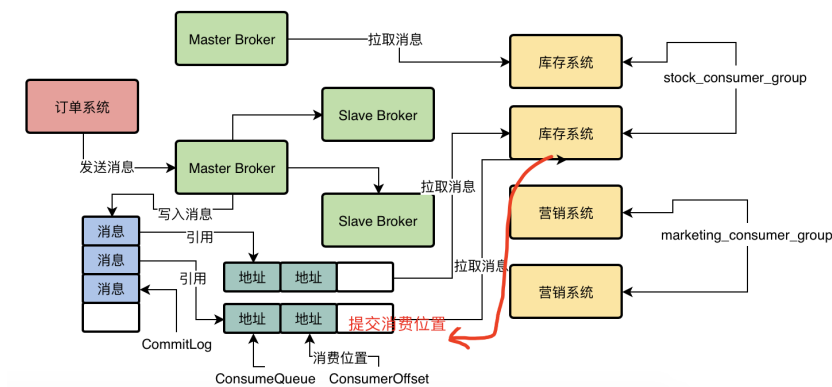 Master Broker
拉取消息
库存系统
stock_consumer_group
订单系统
Slave Broker
库存系统
发送消息
Master Broker
拉取消息
写入消息
Slave Broker
营销系统
消息
引用
marketing_consumer_group
消息
引用
地址
地址
拉取消息
消息
营销系统
地址
地址
提交消费位置
CommitLog
消费位置
ConsumeQueue
ConsumerOffset